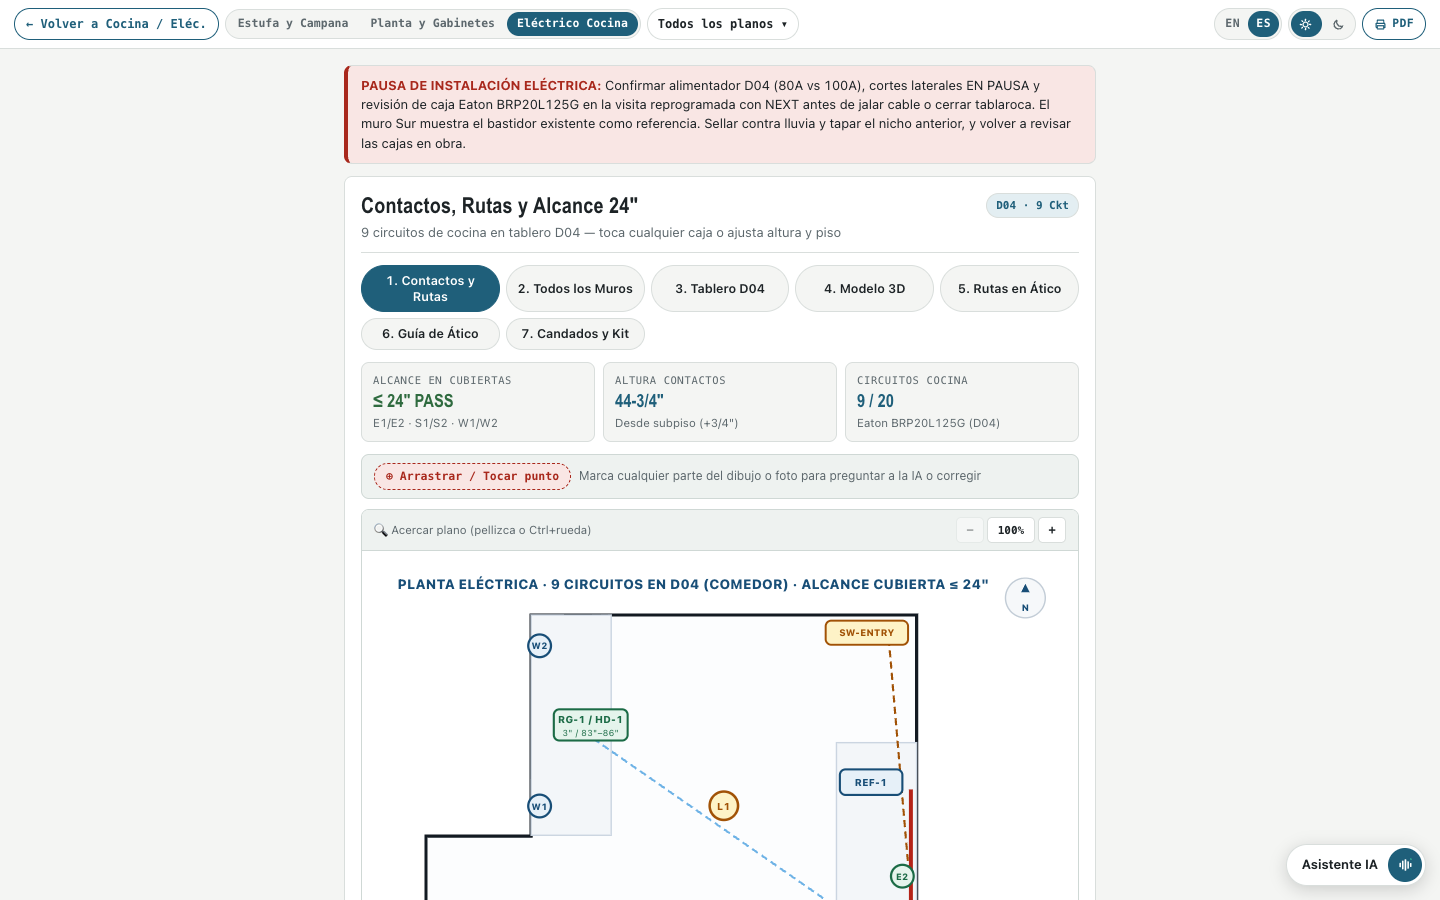 ← Volver a Cocina / Eléc.
Estufa y Campana
Planta y Gabinetes
Eléctrico Cocina
Todos los planos ▾
EN
ES
PDF
PAUSA DE INSTALACIÓN ELÉCTRICA: Confirmar alimentador D04 (80A vs 100A), cortes laterales EN PAUSA y
revisión de caja Eaton BRP20L125G en la visita reprogramada con NEXT antes de jalar cable o cerrar tablaroca. El
muro Sur muestra el bastidor existente como referencia. Sellar contra lluvia y tapar el nicho anterior, y volver a revisar
las cajas en obra.
Contactos, Rutas y Alcance 24"
D04 · 9 Ckt
9 circuitos de cocina en tablero D04 — toca cualquier caja o ajusta altura y piso
1. Contactos y
Rutas
2. Todos los Muros
3. Tablero D04
4. Modelo 3D
5. Rutas en Ático
6. Guía de Ático
7. Candados y Kit
ALCANCE EN CUBIERTAS
≤ 24" PASS
E1/E2 · S1/S2 · W1/W2
ALTURA CONTACTOS
44-3/4"
Desde subpiso (+3/4")
CIRCUITOS COCINA
9 / 20
Eaton BRP20L125G (D04)
⊕ Arrastrar / Tocar punto
Marca cualquier parte del dibujo o foto para preguntar a la IA o corregir
Acercar plano (pellizca o Ctrl+rueda)
−
100%
+
PLANTA ELÉCTRICA · 9 CIRCUITOS EN D04 (COMEDOR) · ALCANCE CUBIERTA ≤ 24"
▲
N
SW-ENTRY
W2
RG-1 / HD-1
3" / 83"–86"
REF-1
W1
L1
E2
Asistente IA